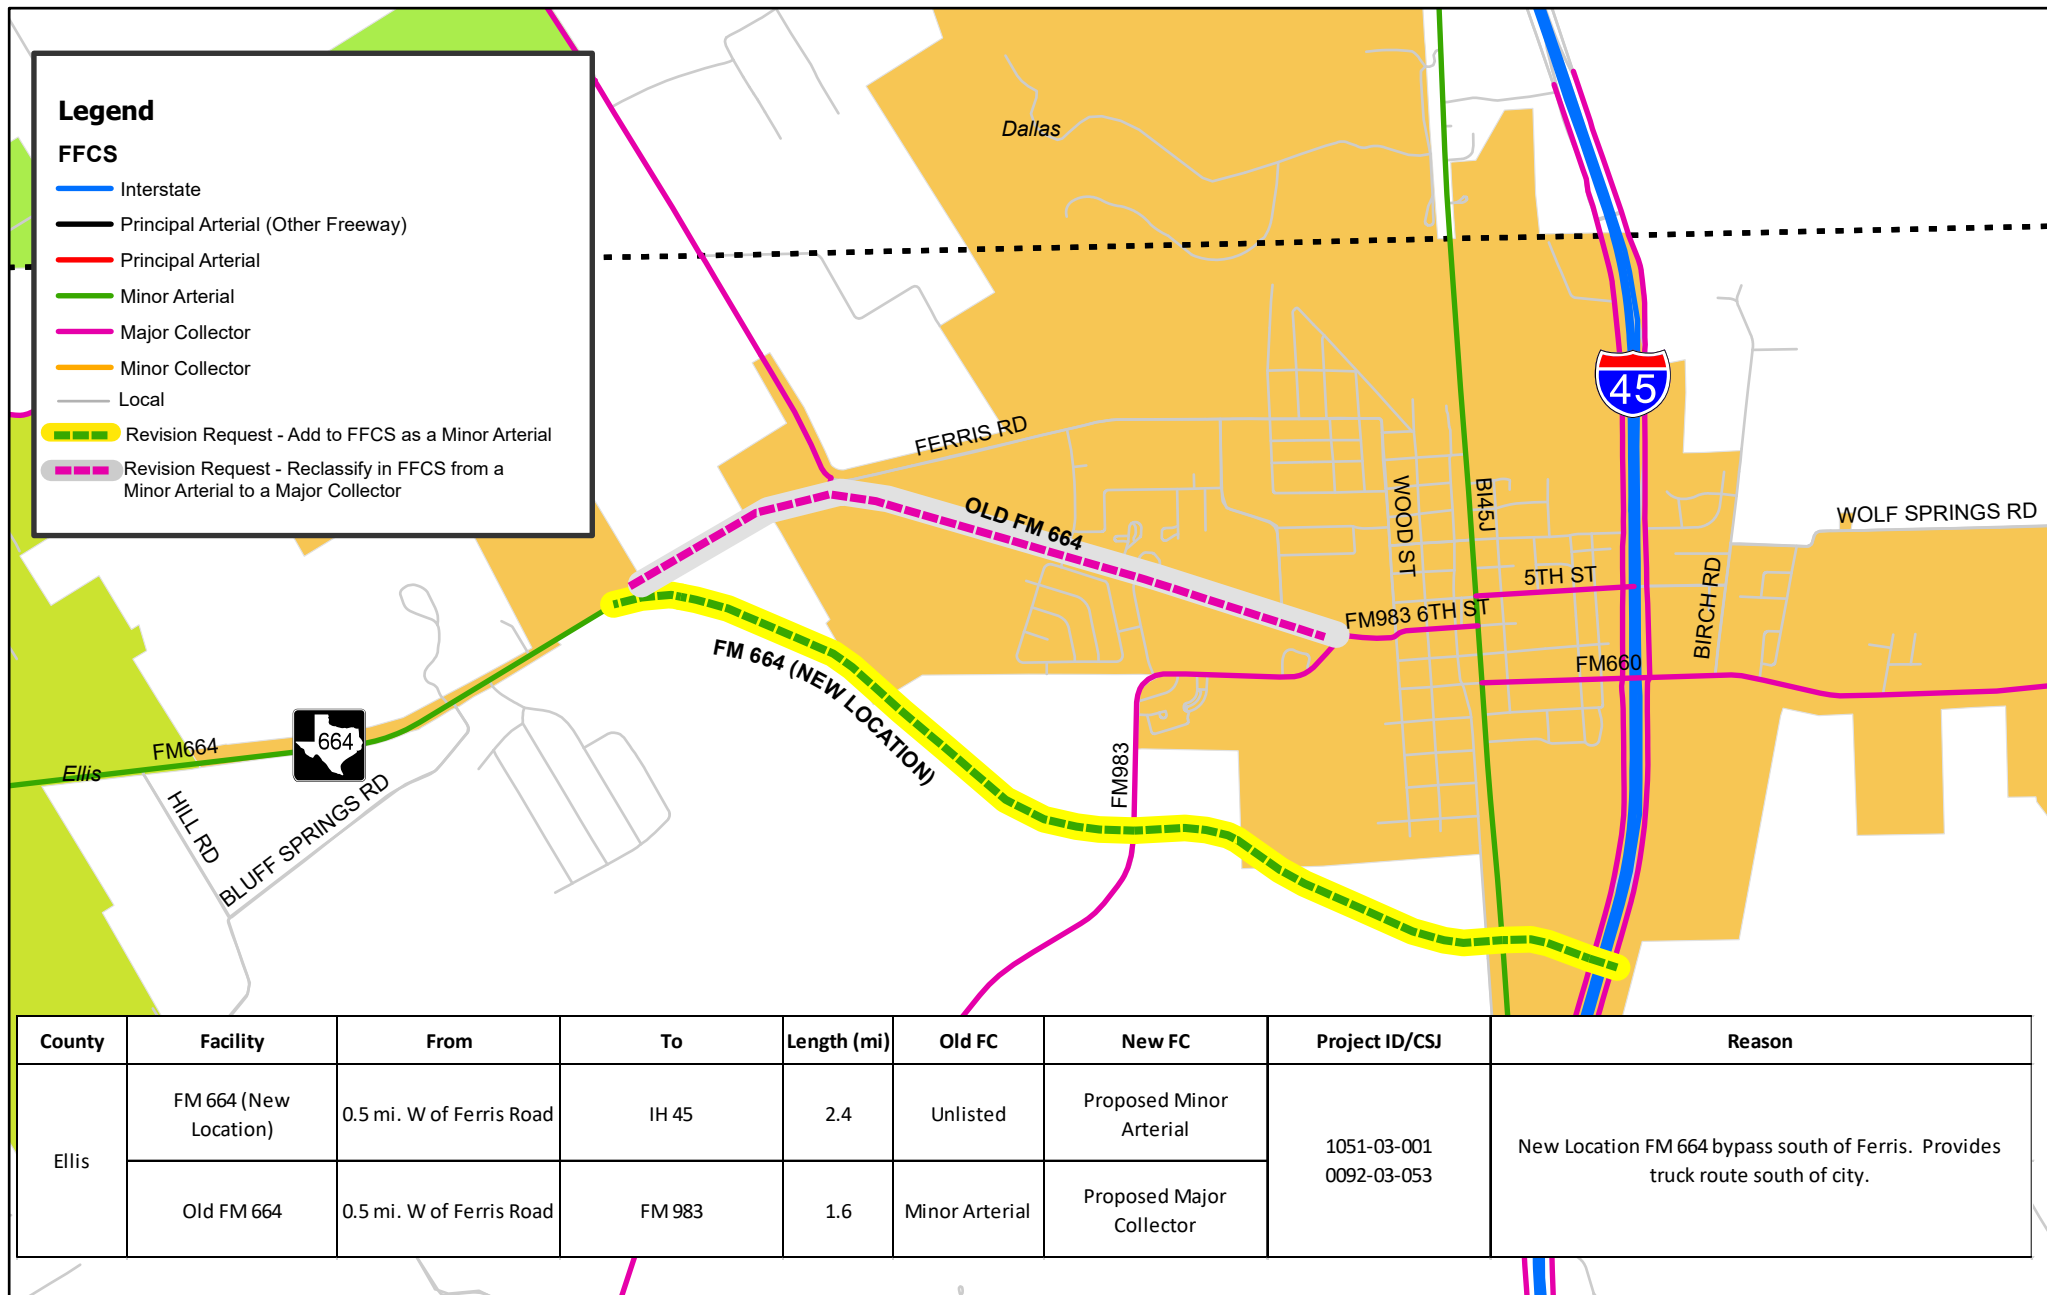 Legend
FFCS
Interstate
Principal Arterial (Other Freeway)
Principal Arterial
Minor Arterial
Major Collector
Minor Collector
Local
Revision Request - Add to FFCS as a Minor Arterial
Revision Request - Reclassify in FFCS from a
Minor Arterial to a Major Collector
Dallas
45
FERRIS RD
OLD FM 664
WOOD ST
BI45J
WOLF SPRINGS RD
5TH ST
FM983 6TH ST
BIRCH RD
FM660
FM 664 (NEW LOCATION)
FM664
664
Ellis
FM983
HILL RD
BLUFF SPRINGS RD
County Facility From To Length (mi) Old FC New FC Project ID/CSJ Reason
Ellis
FM 664 (New
Location)
0.5 mi. W of Ferris Road
IH 45
2.4
Unlisted
Proposed Minor
Arterial
1051-03-001
0092-03-053
New Location FM 664 bypass south of Ferris. Provides
truck route south of city.
Old FM 664
0.5 mi. W of Ferris Road
FM 983
1.6
Minor Arterial
Proposed Major
Collector